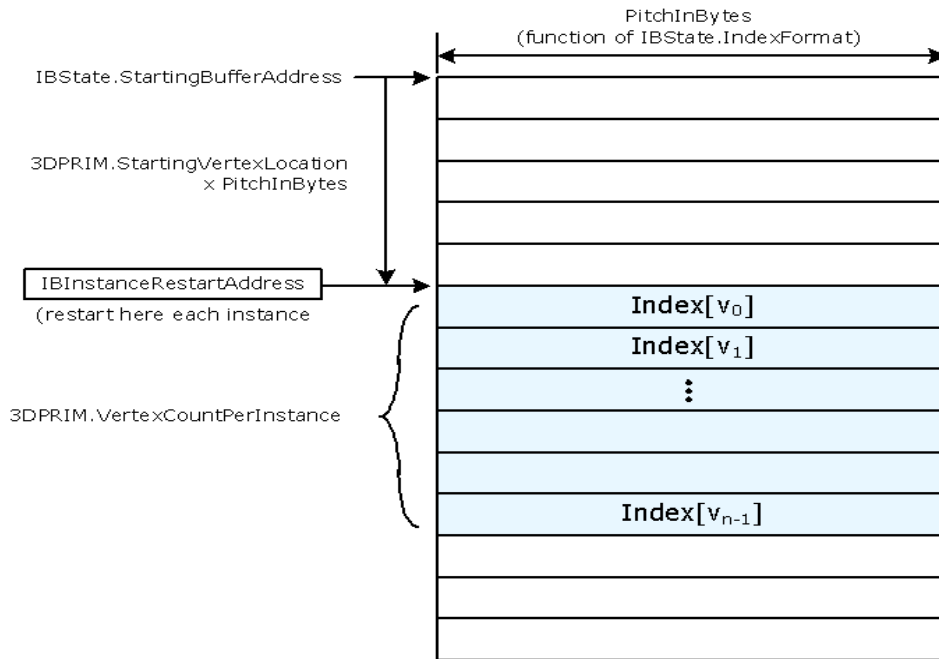 PitchInBytes
(function of IBState.IndexFormat)
IBState.StartingBufferAddress
3DPRIM.StartingVertexLocation
x PitchInBytes
IBInstanceRestartAddress
(restart here each instance
Index[v₀]
Index[v₁]
⋮
3DPRIM.VertexCountPerInstance
Index[vₙ₋₁]